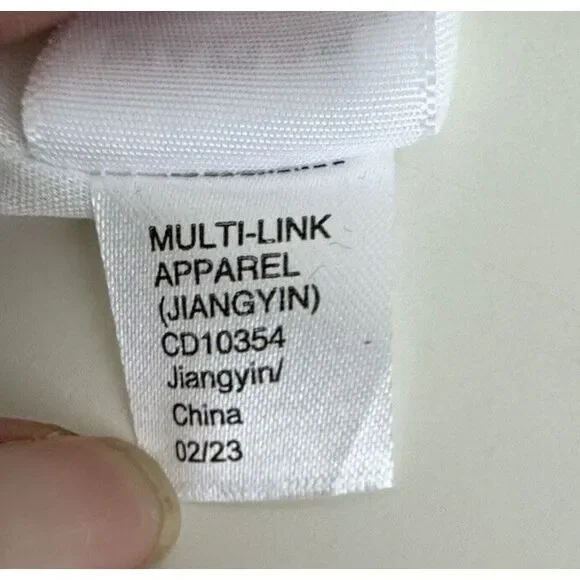 MULTI-LINK
APPAREL
(JIANGYIN)
CD10354
Jiangyin/
China
02/23